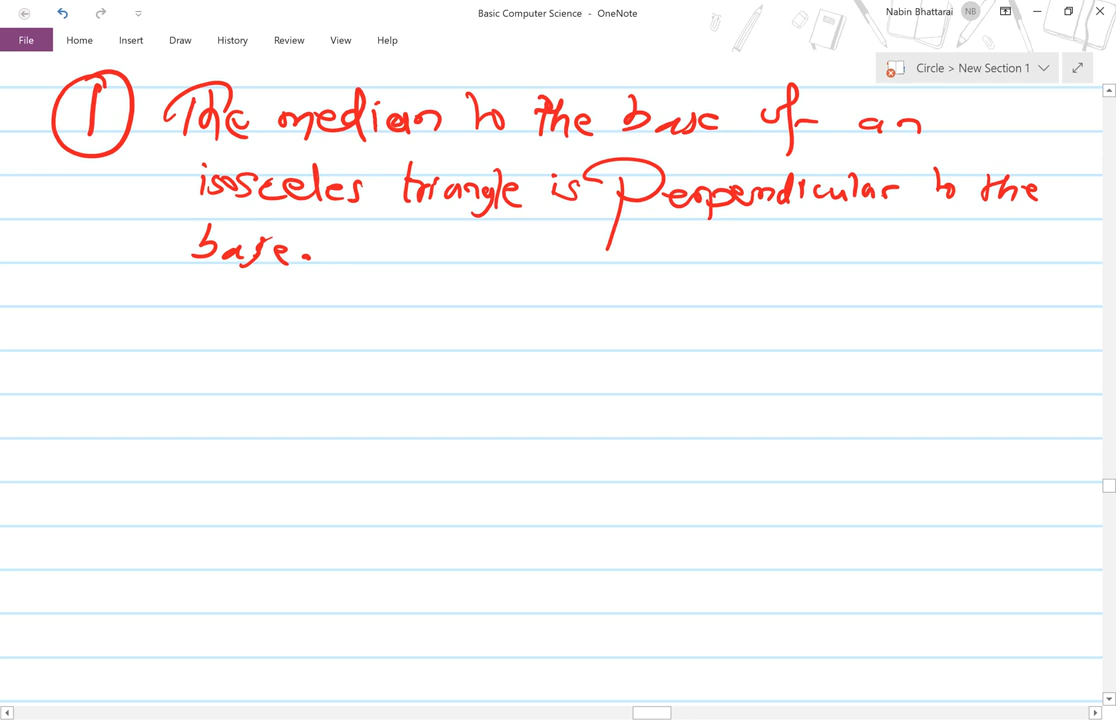 Basic Computer Science - OneNote
Nabin Bhattarai NB
File Home Insert Draw History Review View Help
Circle > New Section 1
1 The median to the base of an
isosceles triangle is Perpendicular to the
base.